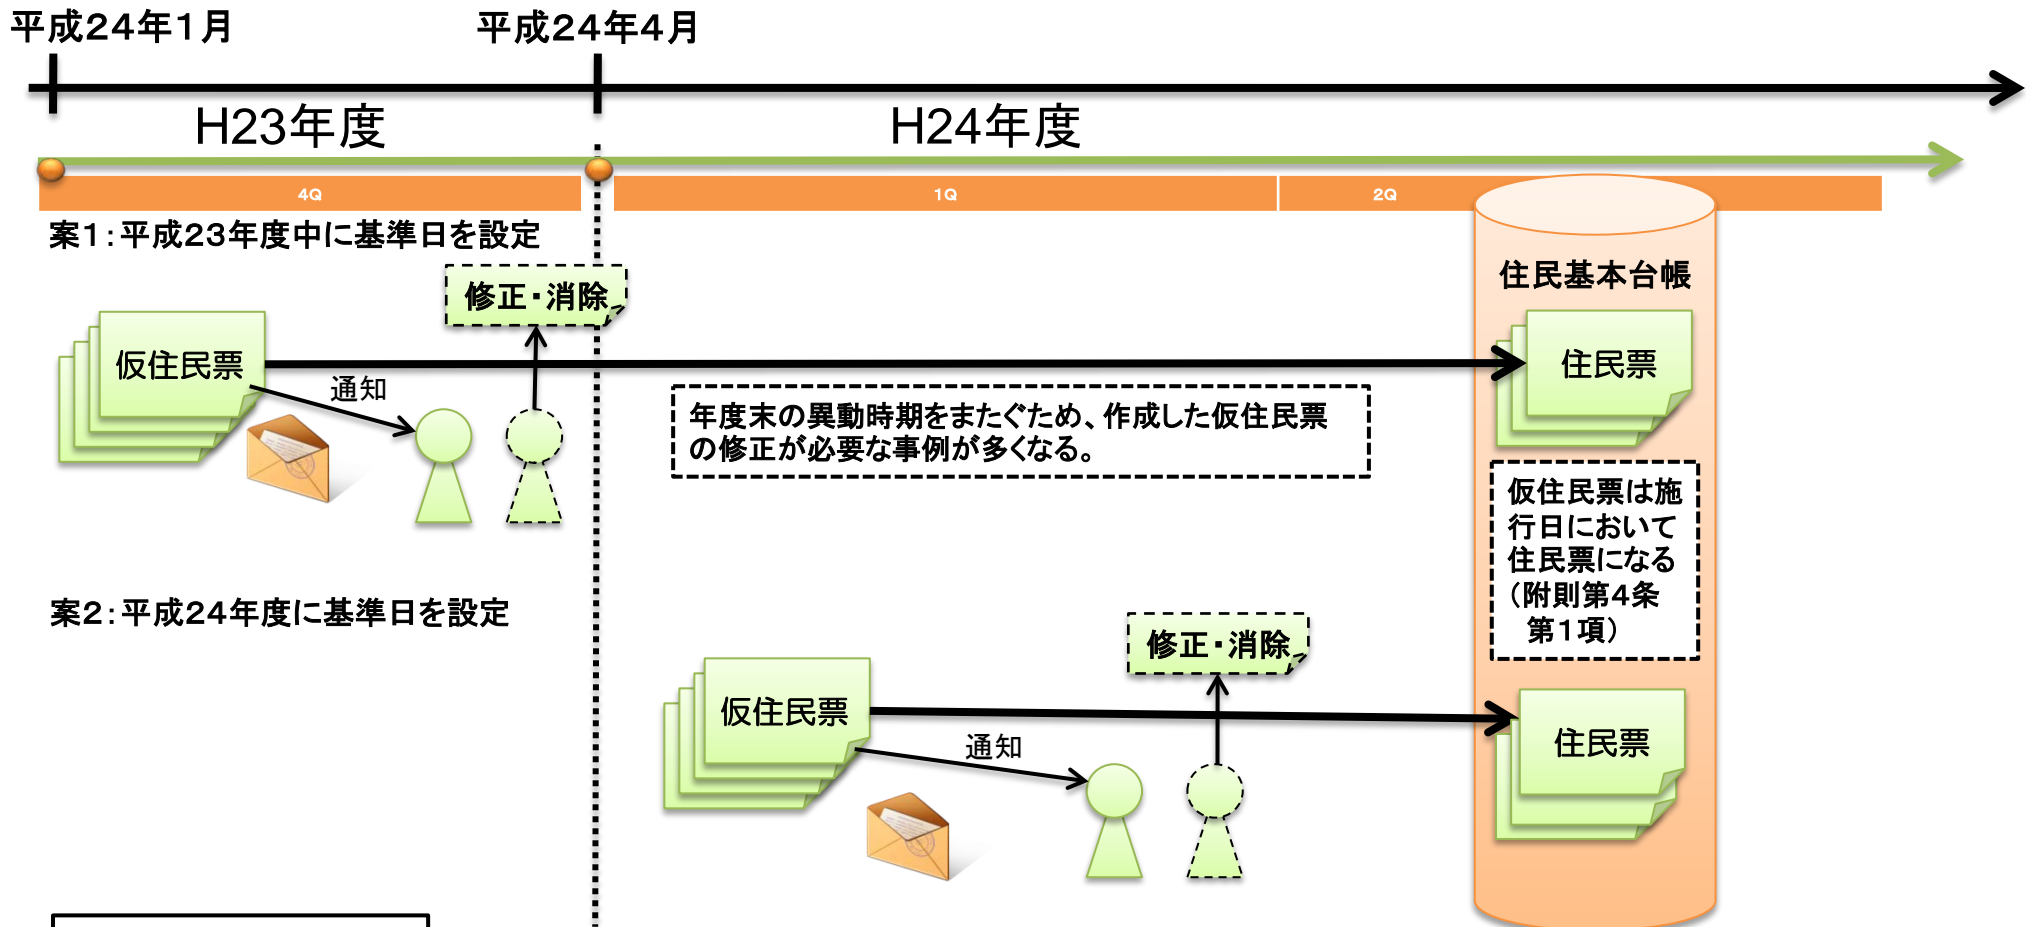 平成24年1月
平成24年4月
H23年度
H24年度
4Q
1Q
2Q
案1：平成23年度中に基準日を設定
修正・消除
仮住民票
通知
年度末の異動時期をまたぐため、作成した仮住民票
の修正が必要な事例が多くなる。
住民基本台帳
住民票
仮住民票は施
行日において
住民票になる
（附則第4条
第1項）
案2：平成24年度に基準日を設定
修正・消除
仮住民票
通知
住民票